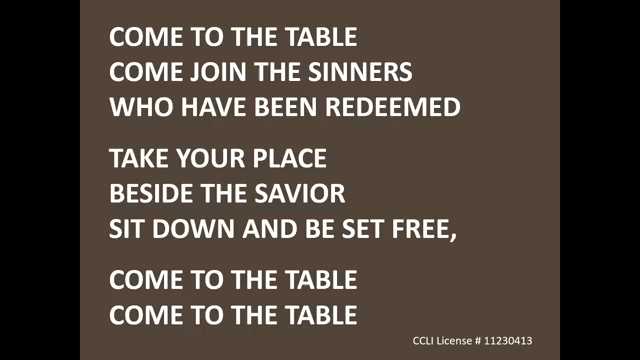 COME TO THE TABLE
COME JOIN THE SINNERS
WHO HAVE BEEN REDEEMED
TAKE YOUR PLACE
BESIDE THE SAVIOR
SIT DOWN AND BE SET FREE,
COME TO THE TABLE
COME TO THE TABLE
CCLI License # 11230413